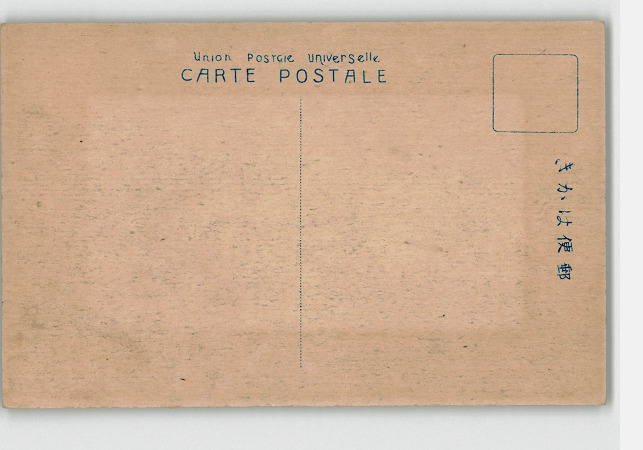 Union Postale Universelle
CARTE POSTALE
郵便はかき